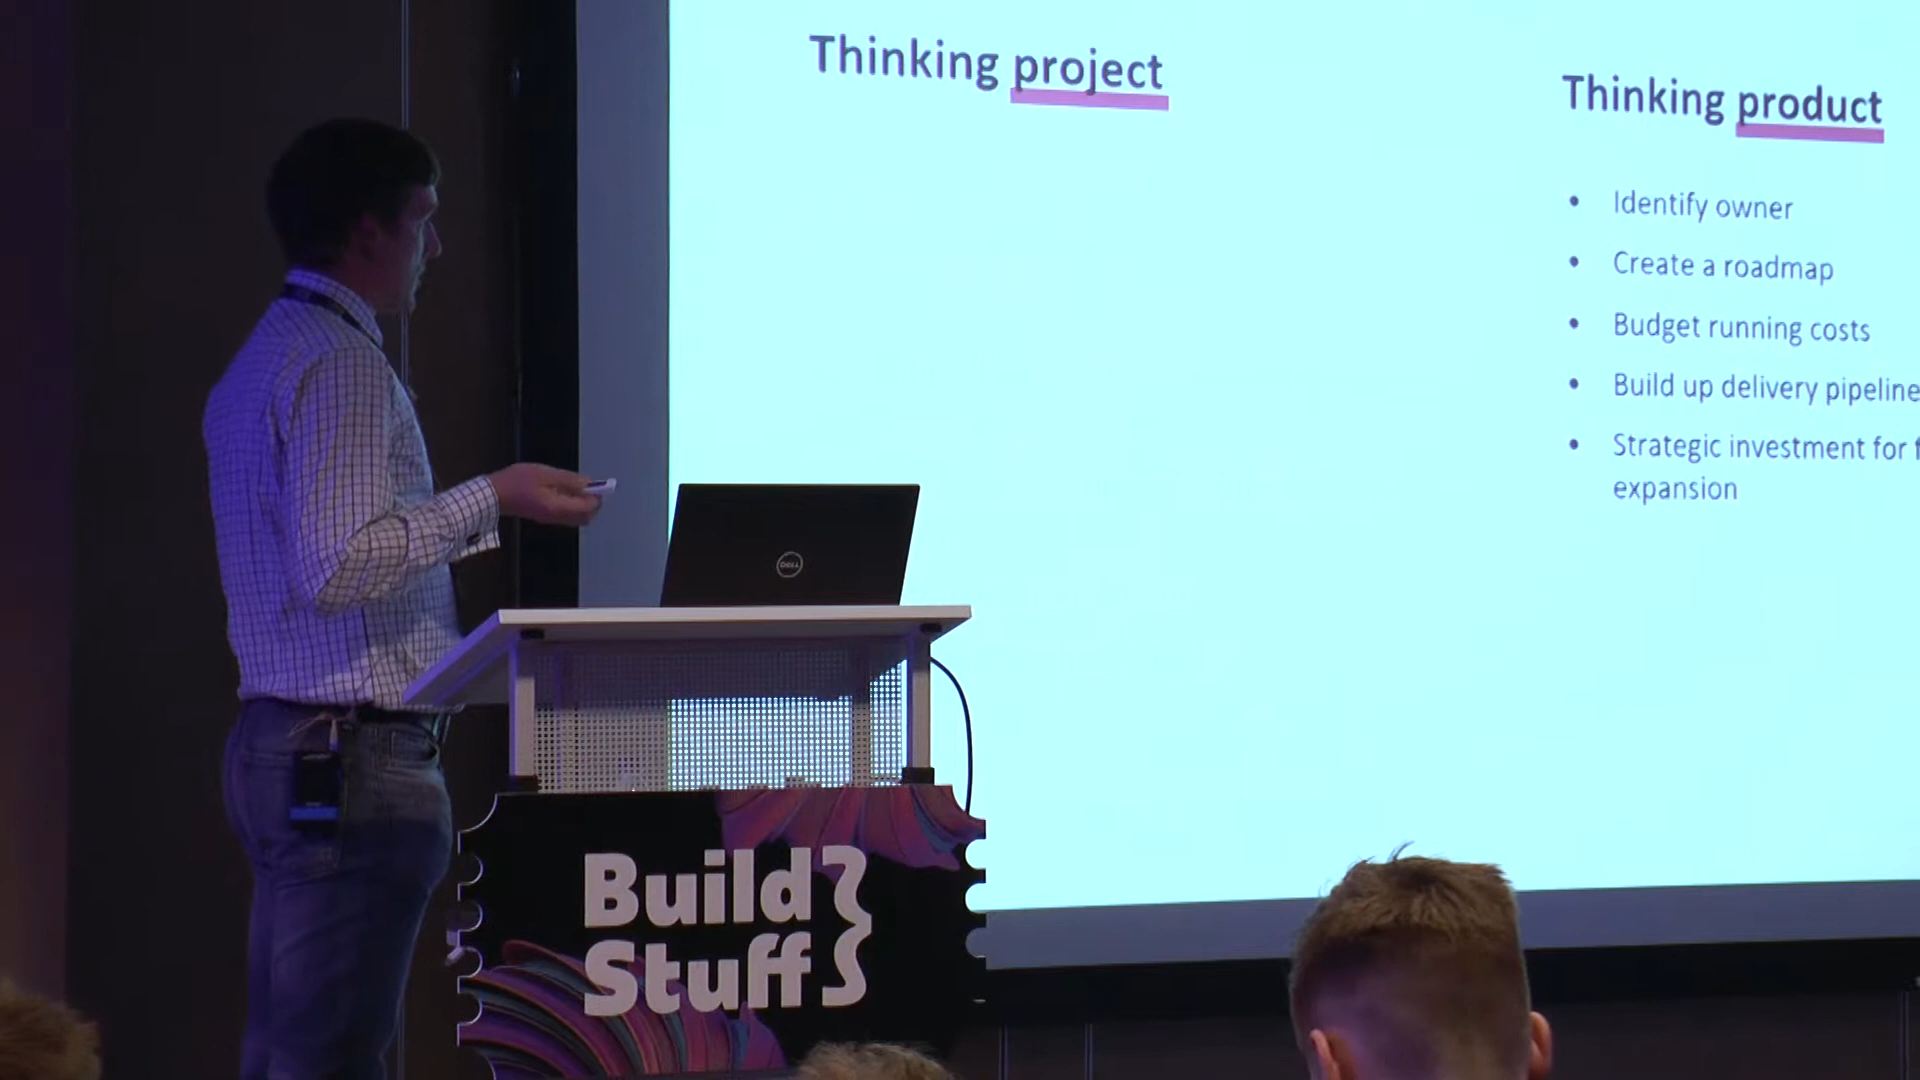 Thinking project
Thinking product
• Identify owner
• Create a roadmap
• Budget running costs
• Build up delivery pipeline
• Strategic investment for
expansion
DELL
Build
Stuff